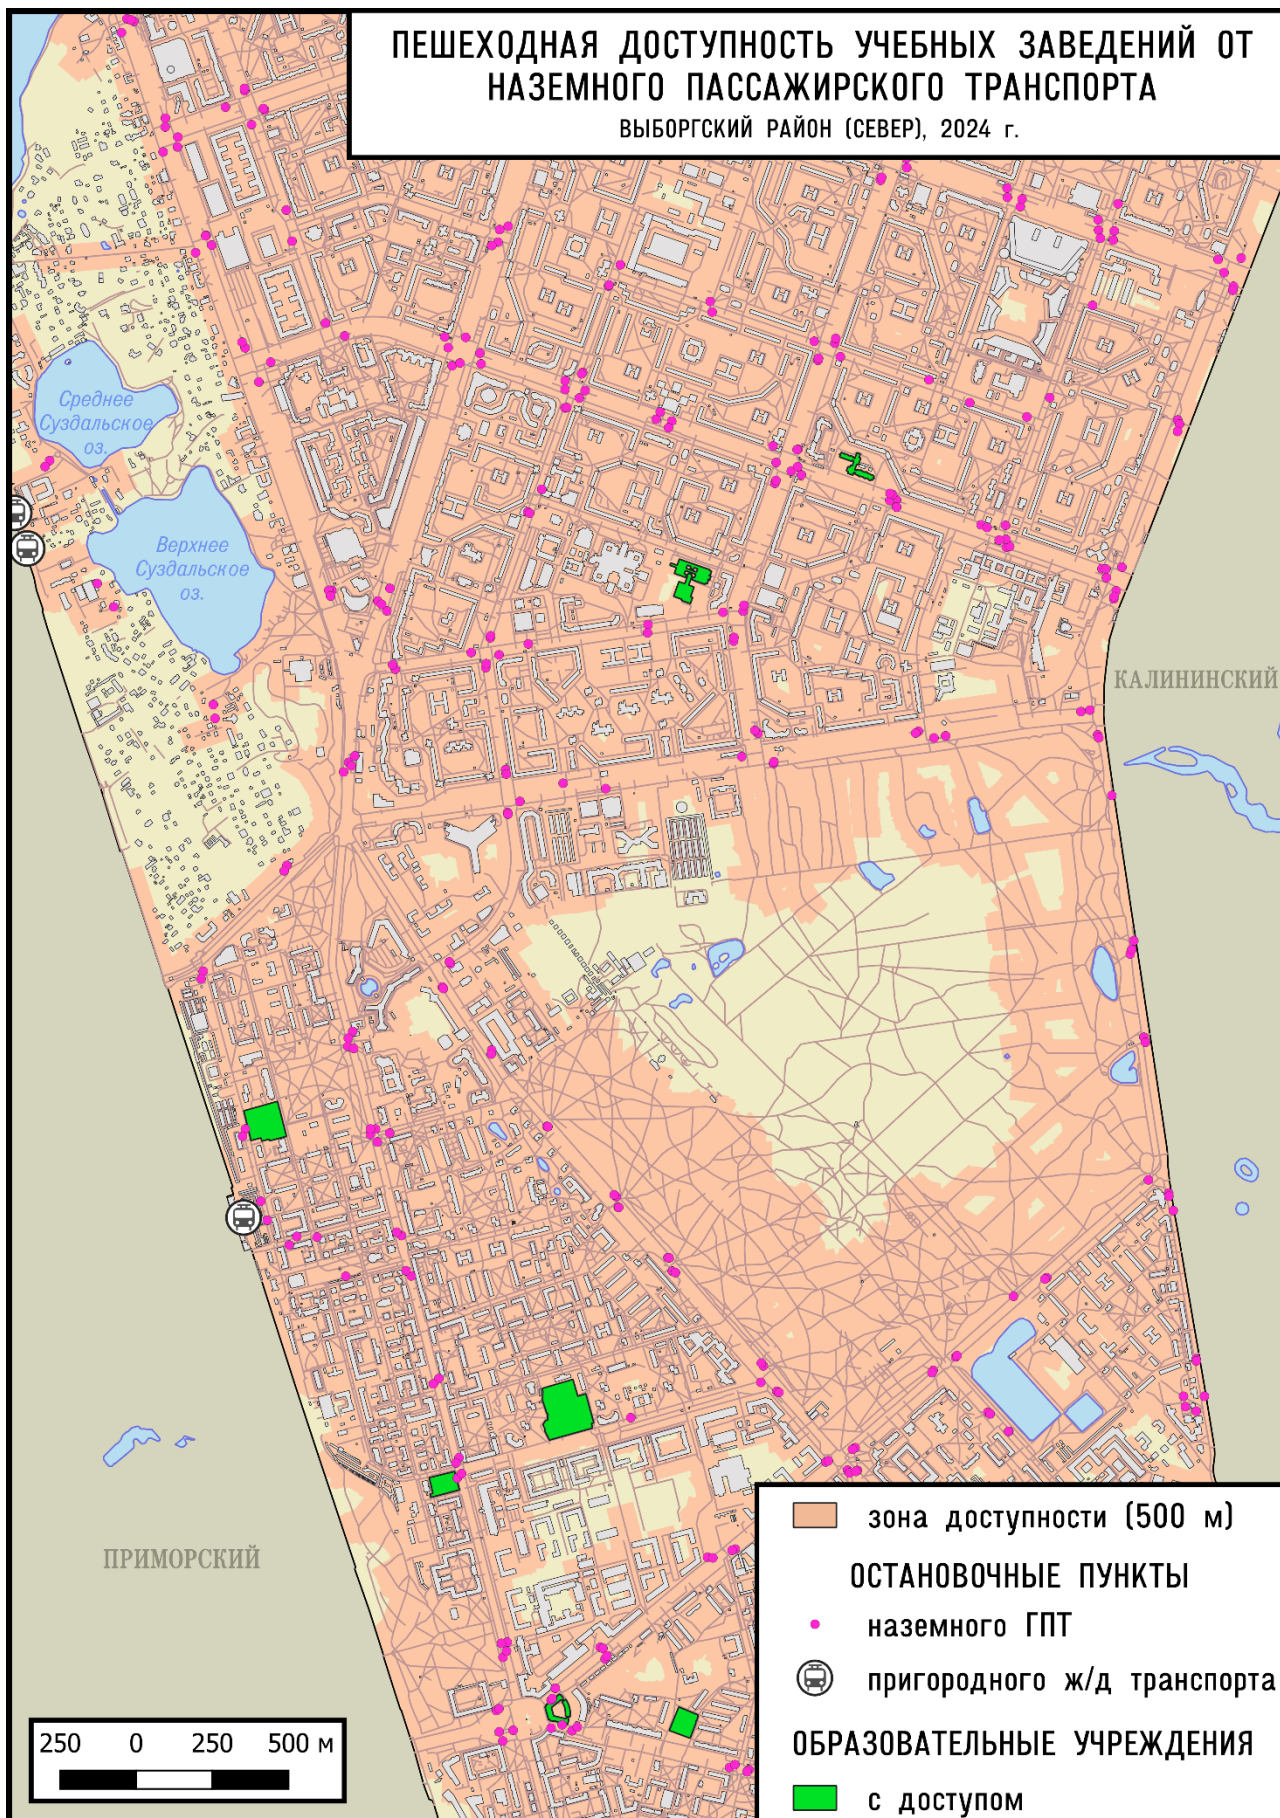 ПЕШЕХОДНАЯ ДОСТУПНОСТЬ УЧЕБНЫХ ЗАВЕДЕНИЙ ОТ
НАЗЕМНОГО ПАССАЖИРСКОГО ТРАНСПОРТА
ВЫБОРГСКИЙ РАЙОН (СЕВЕР), 2024 г.
Среднее
Суздальское
оз.
Верхнее
Суздальское
оз.
КАЛИНИНСКИЙ
ПРИМОРСКИЙ
зона доступности (500 м)
ОСТАНОВОЧНЫЕ ПУНКТЫ
наземного ГПТ
пригородного ж/д транспорта
ОБРАЗОВАТЕЛЬНЫЕ УЧРЕЖДЕНИЯ
с доступом
250 0 250 500 м